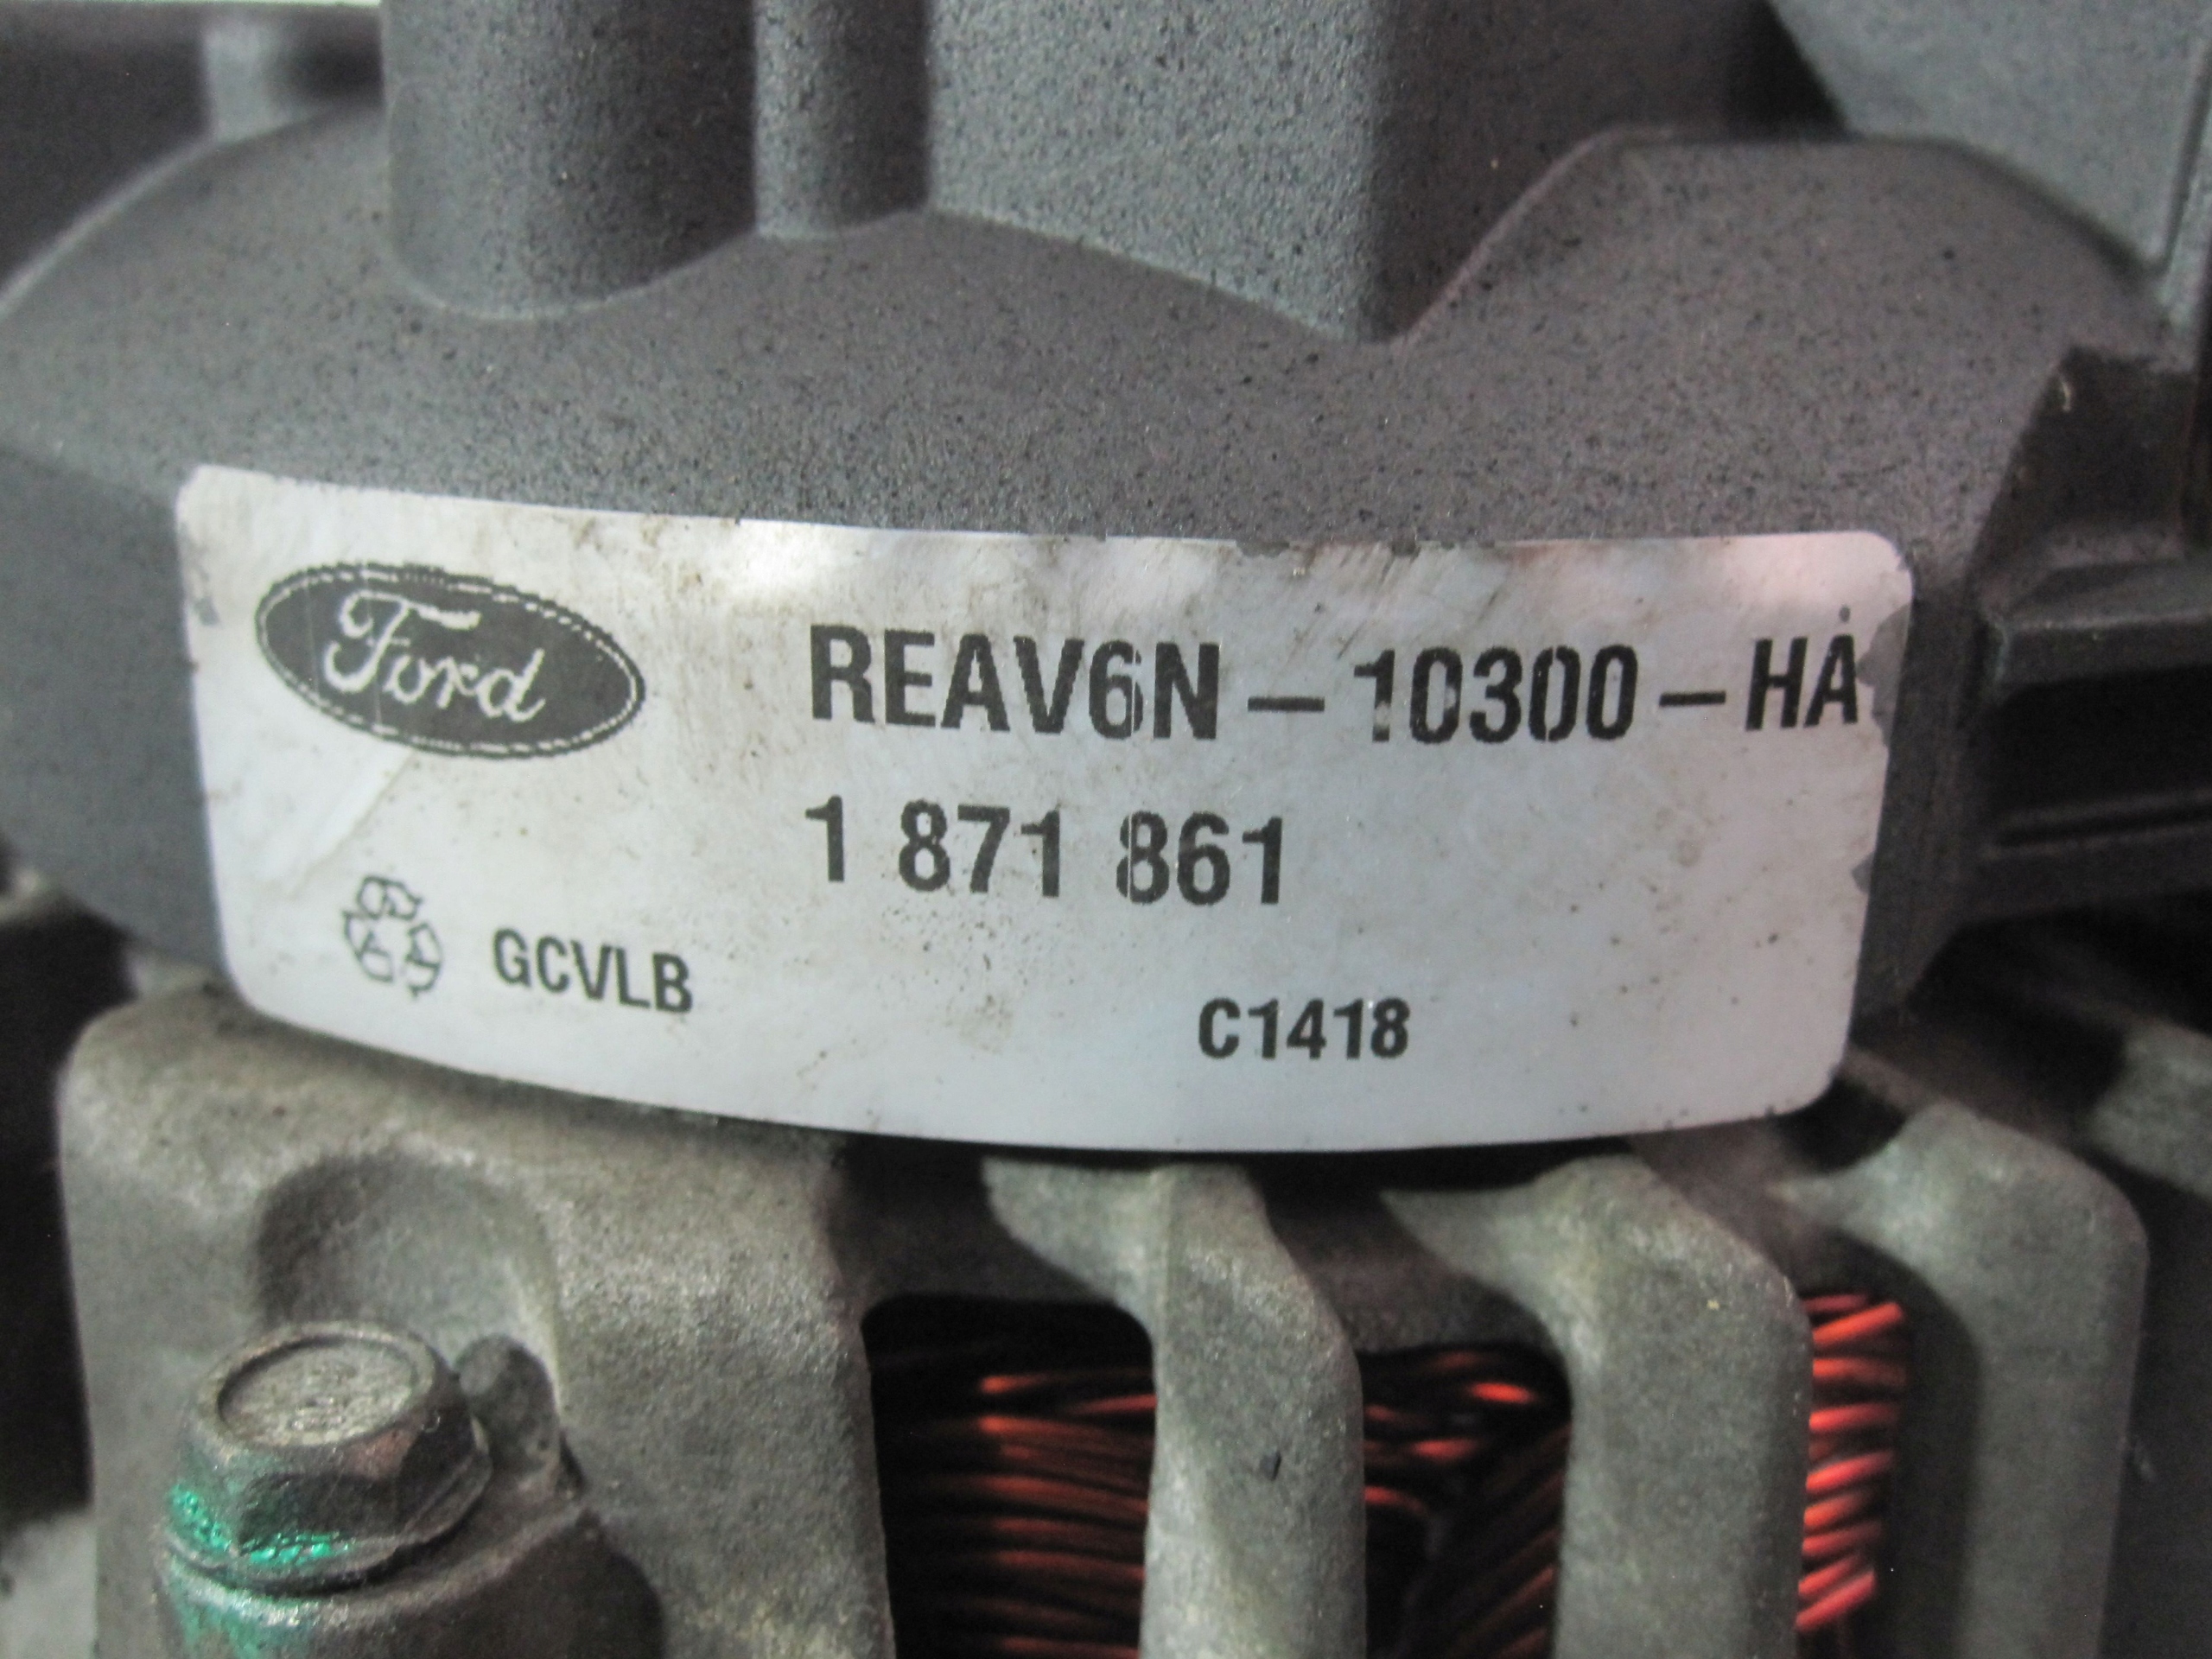 Ford
REAV6N-10300-HA
1 871 861
GCVLB
C1418